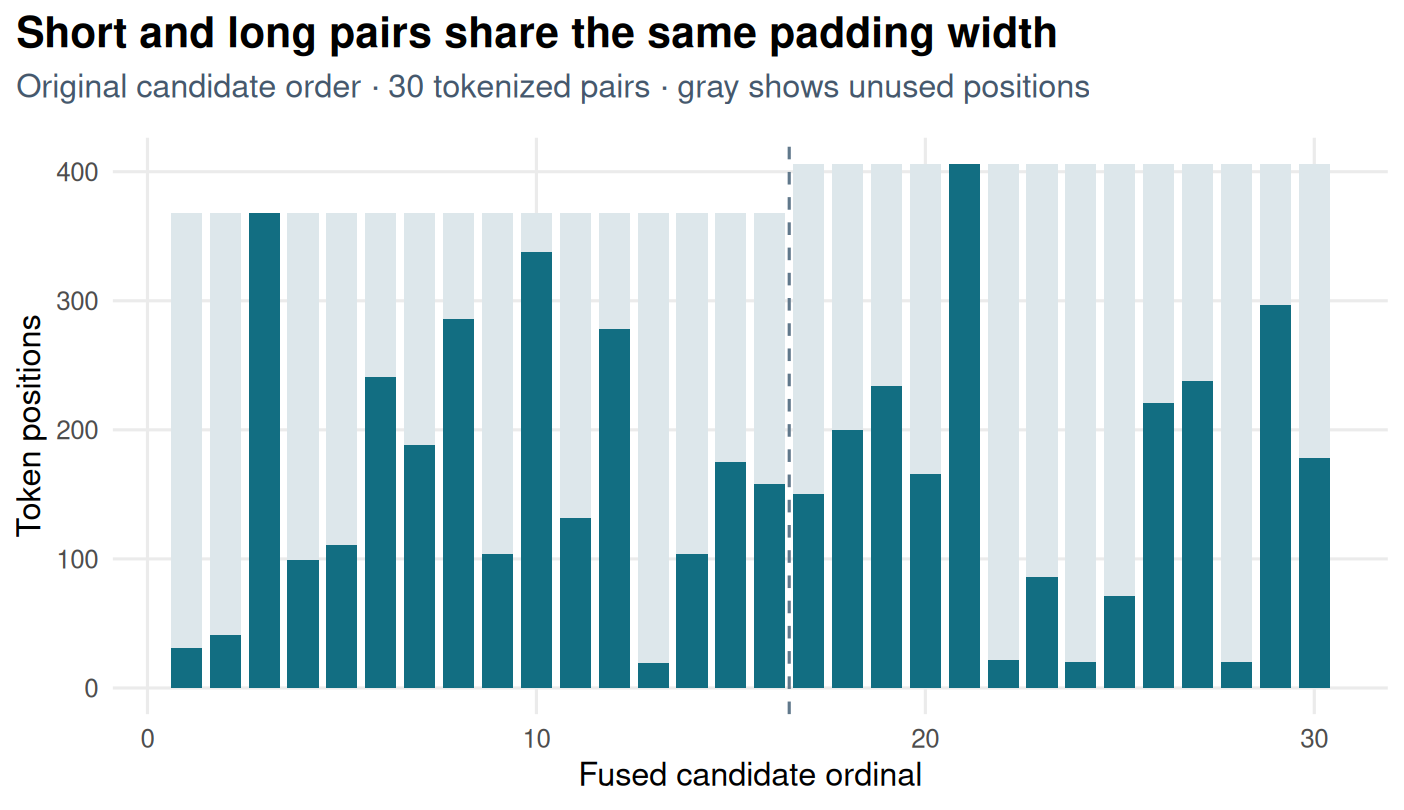 Short and long pairs share the same padding width
Original candidate order · 30 tokenized pairs · gray shows unused positions
Token positions
400
300
200
100
0
0 10 20 30
Fused candidate ordinal